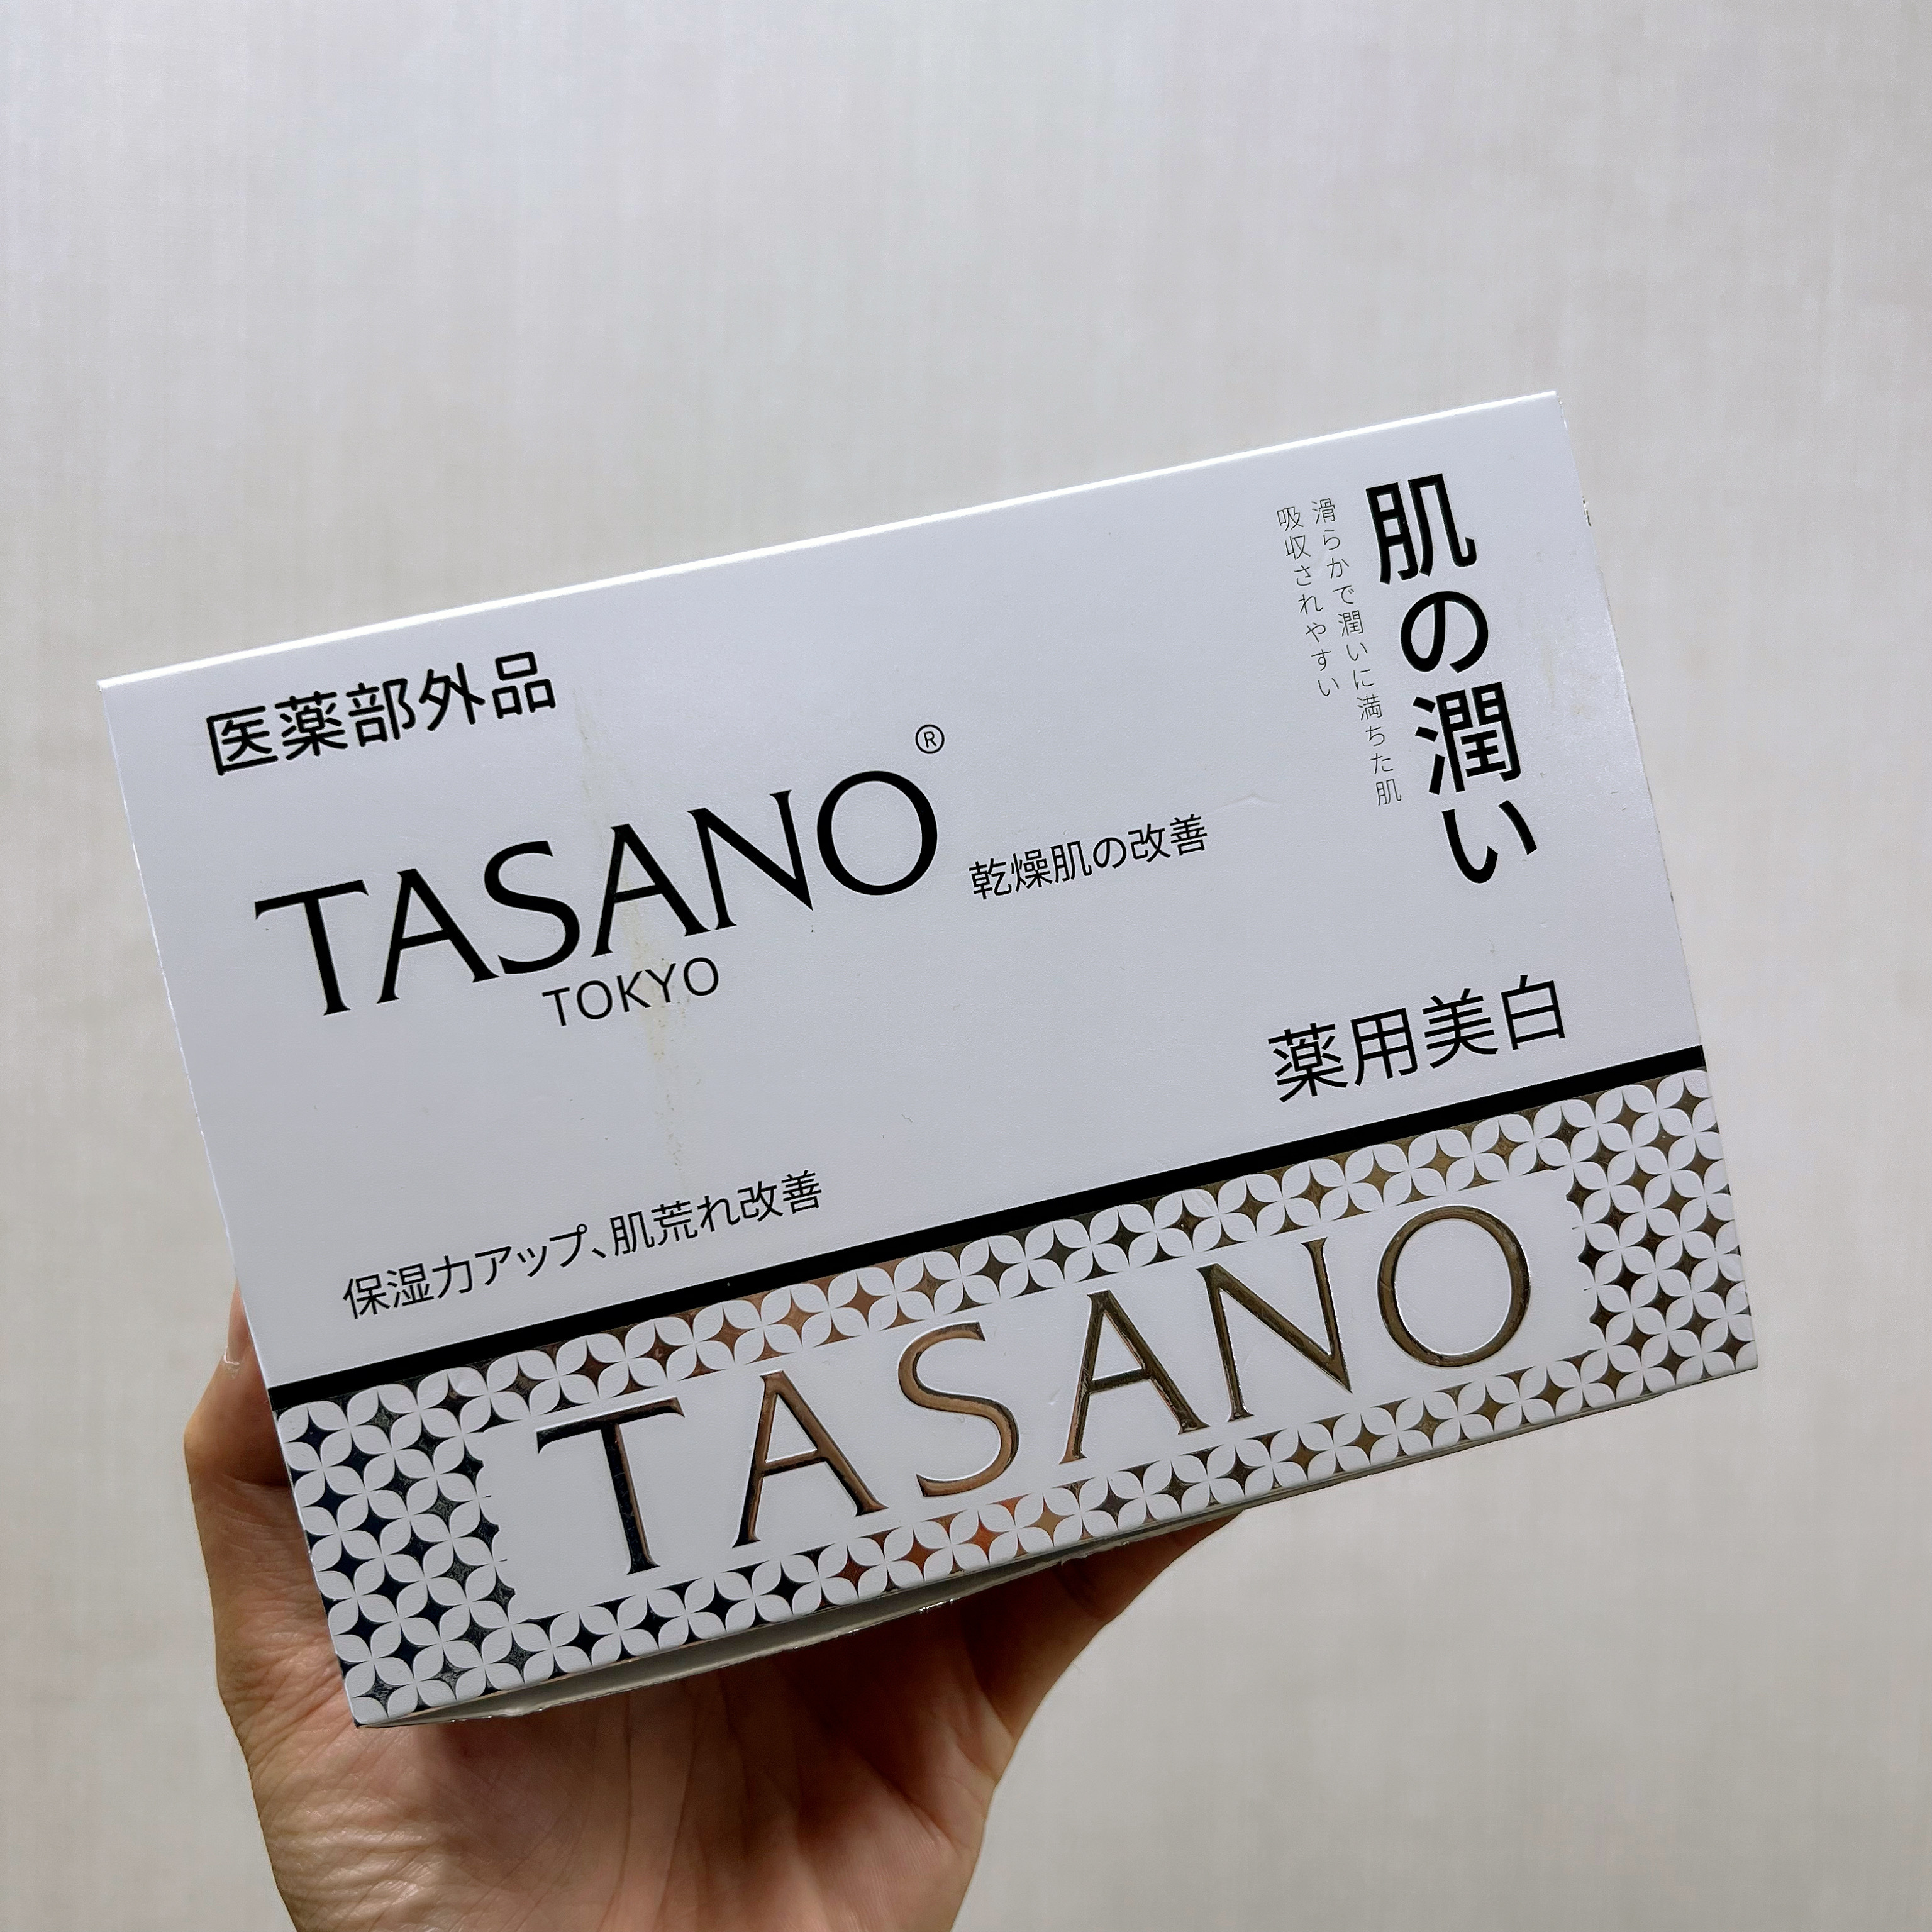 医薬部外品
TASANO®
TOKYO
乾燥肌の改善
肌の潤い
滑らかで潤いに満ちた肌
吸収されやすい
薬用美白
保湿力アップ、肌荒れ改善
TASANO